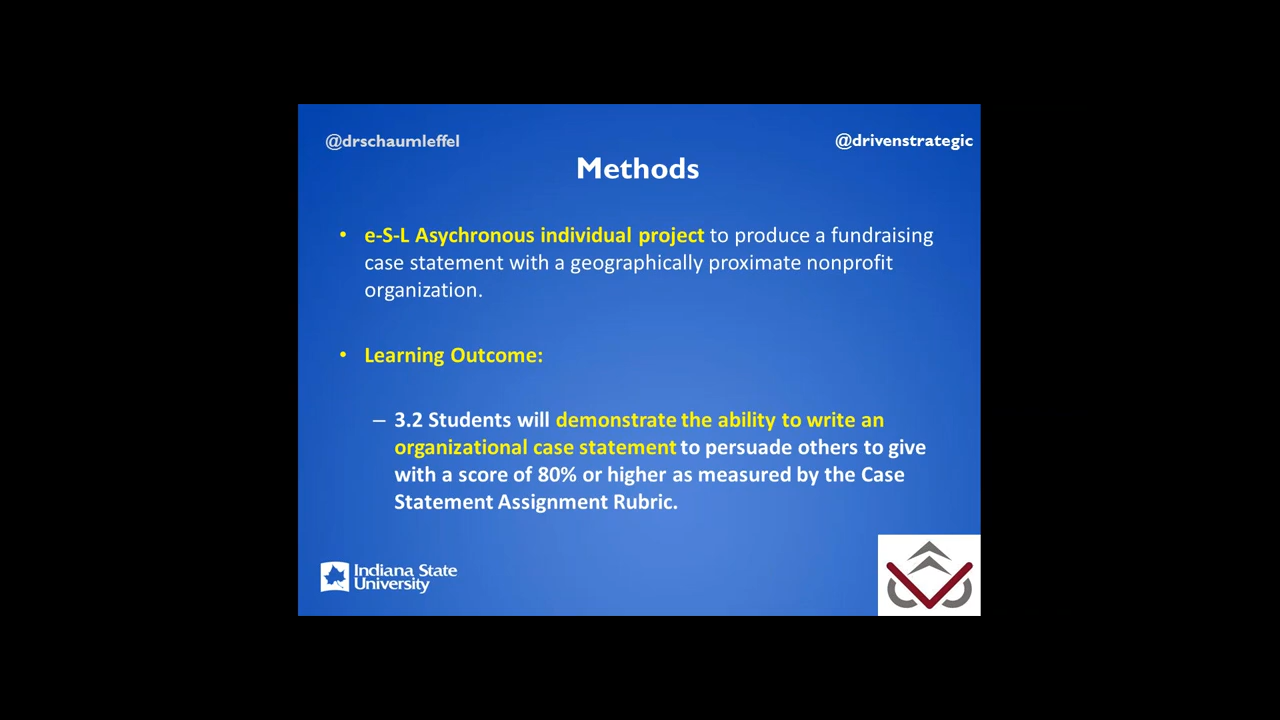 @drschaumleffel
@drivenstrategic
Methods
• e-S-L Asychronous individual project to produce a fundraising
case statement with a geographically proximate nonprofit
organization.
• Learning Outcome:
– 3.2 Students will demonstrate the ability to write an
organizational case statement to persuade others to give
with a score of 80% or higher as measured by the Case
Statement Assignment Rubric.
Indiana State
University